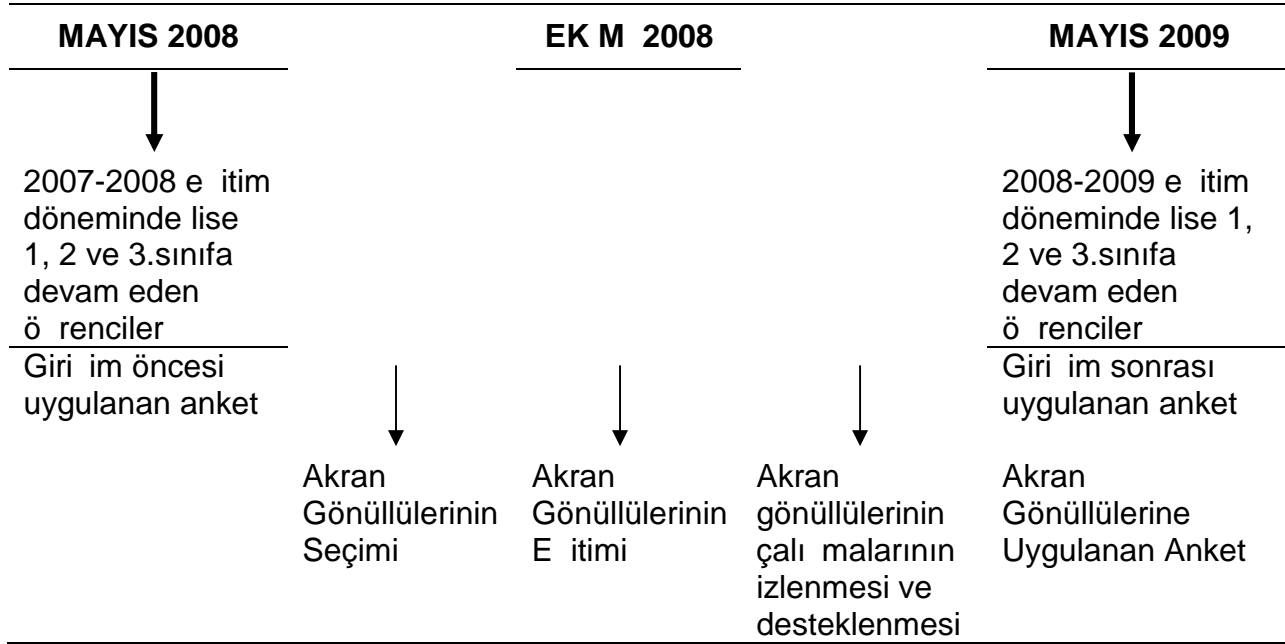 MAYIS 2008
EK M 2008
MAYIS 2009
2007-2008 e itim
döneminde lise
1, 2 ve 3.sınıfa
devam eden
ö renciler
Giri im öncesi
uygulanan anket
2008-2009 e itim
döneminde lise 1,
2 ve 3.sınıfa
devam eden
ö renciler
Giri im sonrası
uygulanan anket
Akran
Gönüllülerinin
Seçimi
Akran
Gönüllülerinin
E itimi
Akran
gönüllülerinin
çalı malarının
izlenmesi ve
desteklenmesi
Akran
Gönüllülerine
Uygulanan Anket